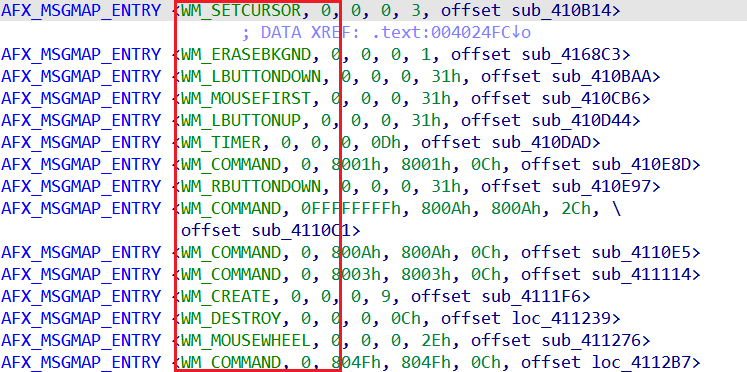 AFX_MSGMAP_ENTRY <WM_SETCURSOR, 0, 0, 0, 3, offset sub_410B14>
; DATA XREF: .text:004024FC↓o
AFX_MSGMAP_ENTRY <WM_ERASEBKGND, 0, 0, 0, 1, offset sub_4168C3>
AFX_MSGMAP_ENTRY <WM_LBUTTONDOWN, 0, 0, 0, 31h, offset sub_410BAA>
AFX_MSGMAP_ENTRY <WM_MOUSEFIRST, 0, 0, 0, 31h, offset sub_410CB6>
AFX_MSGMAP_ENTRY <WM_LBUTTONUP, 0, 0, 0, 31h, offset sub_410D44>
AFX_MSGMAP_ENTRY <WM_TIMER, 0, 0, 0, 0Dh, offset sub_410DAD>
AFX_MSGMAP_ENTRY <WM_COMMAND, 0, 8001h, 8001h, 0Ch, offset sub_410E8D>
AFX_MSGMAP_ENTRY <WM_RBUTTONDOWN, 0, 0, 0, 31h, offset sub_410E97>
AFX_MSGMAP_ENTRY <WM_COMMAND, 0FFFFFFFFh, 800Ah, 800Ah, 2Ch, \
offset sub_4110C1>
AFX_MSGMAP_ENTRY <WM_COMMAND, 0, 800Ah, 800Ah, 0Ch, offset sub_4110E5>
AFX_MSGMAP_ENTRY <WM_COMMAND, 0, 8003h, 8003h, 0Ch, offset sub_411114>
AFX_MSGMAP_ENTRY <WM_CREATE, 0, 0, 0, 9, offset sub_4111F6>
AFX_MSGMAP_ENTRY <WM_DESTROY, 0, 0, 0, 0Ch, offset loc_411239>
AFX_MSGMAP_ENTRY <WM_MOUSEWHEEL, 0, 0, 0, 2Eh, offset sub_411276>
AFX_MSGMAP_ENTRY <WM_COMMAND, 0, 804Fh, 804Fh, 0Ch, offset loc_4112B7>